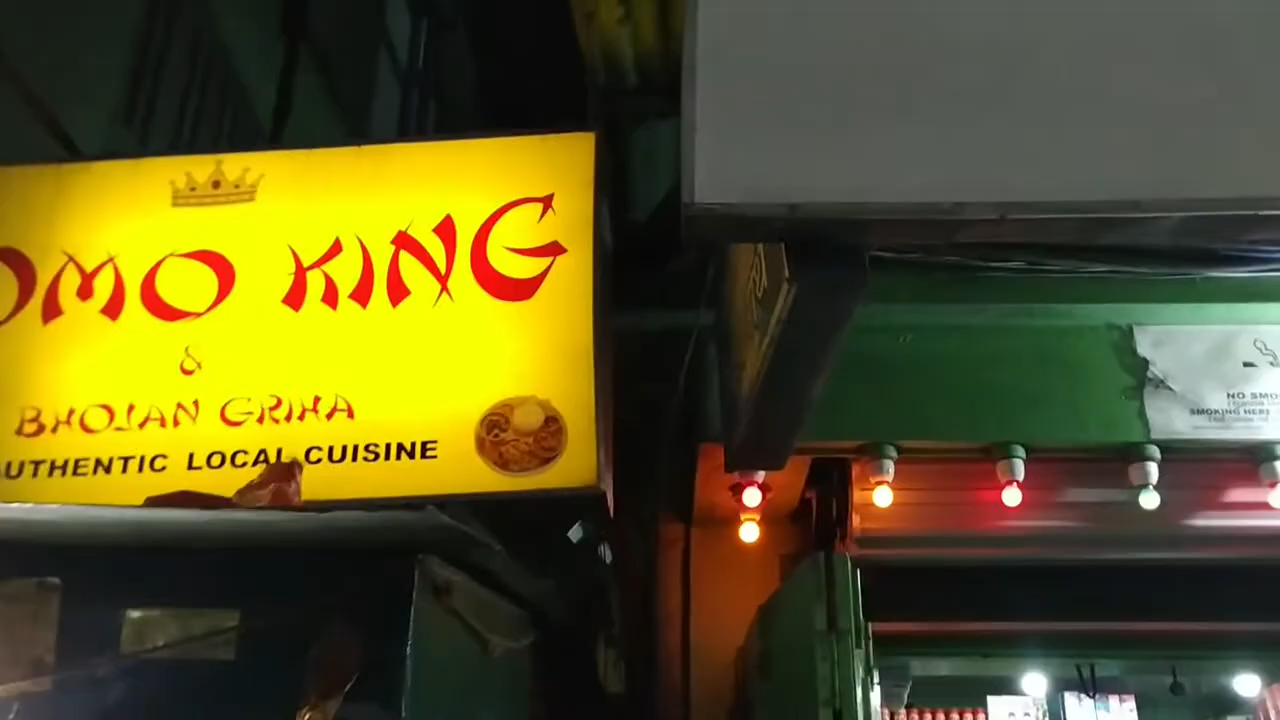 OMO KING
&
BHOJAN GRIHA
AUTHENTIC LOCAL CUISINE
NO SMO
SMOKING HERE